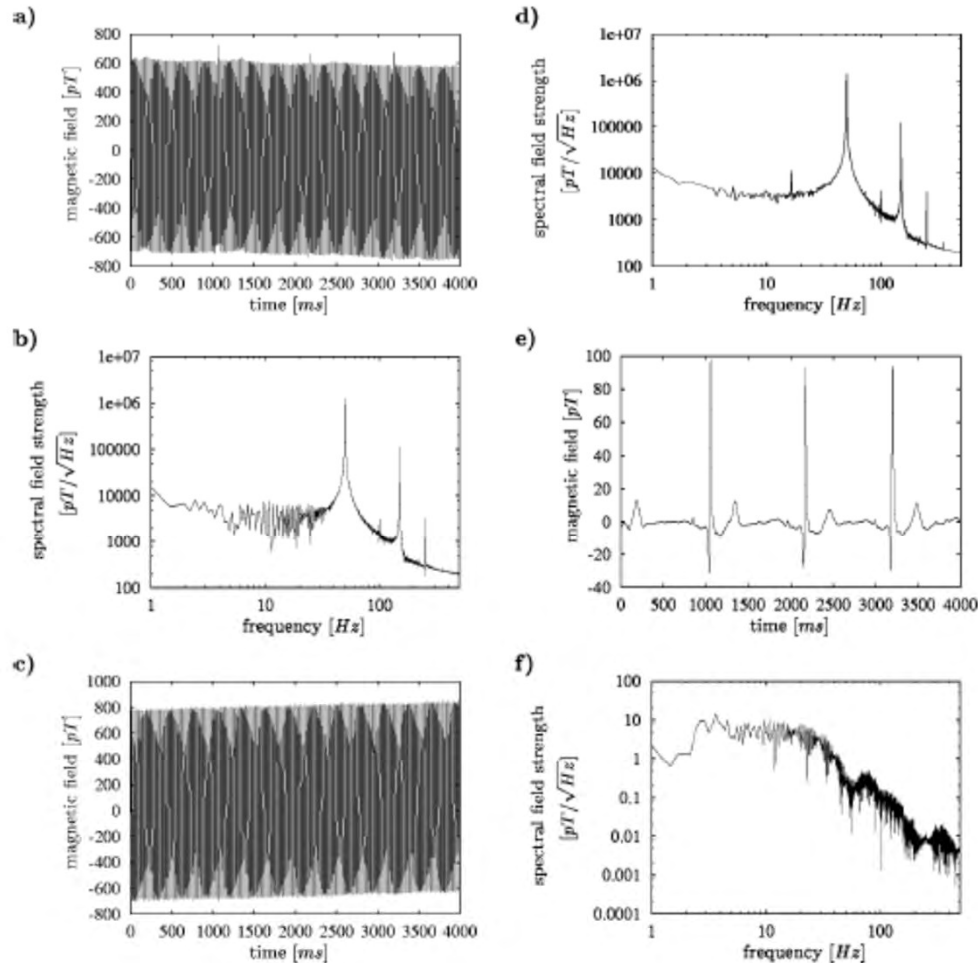 a)
magnetic field [pT]
800
600
400
200
0
-200
-400
-600
-800
0 500 1000 1500 2000 2500 3000 3500 4000
time [ms]
b)
spectral field strength
[pT/√Hz]
1e+07
1e+06
100000
10000
1000
100
1 10 100
frequency [Hz]
c)
magnetic field [pT]
1000
800
600
400
200
0
-200
-400
-600
-800
0 500 1000 1500 2000 2500 3000 3500 4000
time [ms]
d)
spectral field strength
[pT/√Hz]
1e+07
1e+06
100000
10000
1000
100
1 10 100
frequency [Hz]
e)
magnetic field [pT]
100
80
60
40
20
0
-20
-40
0 500 1000 1500 2000 2500 3000 3500 4000
time [ms]
f)
spectral field strength
[pT/√Hz]
100
10
1
0.1
0.01
0.001
0.0001
1 10 100
frequency [Hz]